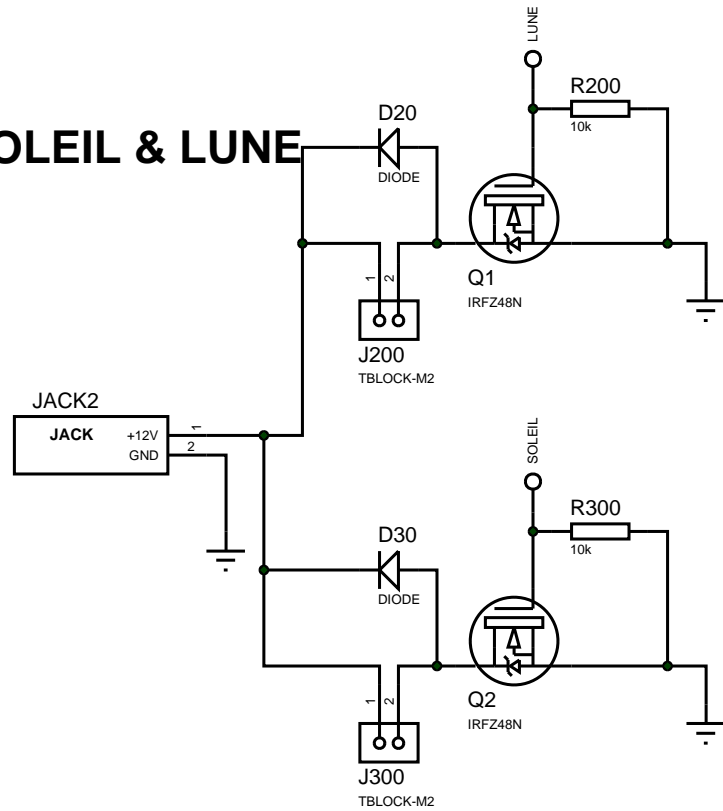 LUNE
R200
10k
D20
DIODE
OLEIL & LUNE
Q1
IRFZ48N
1
2
J200
TBLOCK-M2
JACK2
JACK
+12V
GND
1
2
SOLEIL
R300
10k
D30
DIODE
Q2
IRFZ48N
1
2
J300
TBLOCK-M2